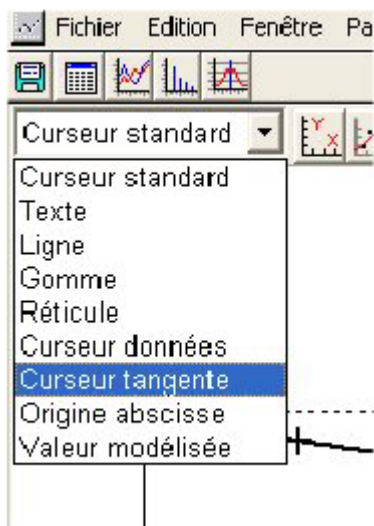 Fichier Edition Fenêtre Pa
Curseur standard
Y
X
Curseur standard
Texte
Ligne
Gomme
Réticule
Curseur données
Curseur tangente
Origine abscisse
Valeur modélisée